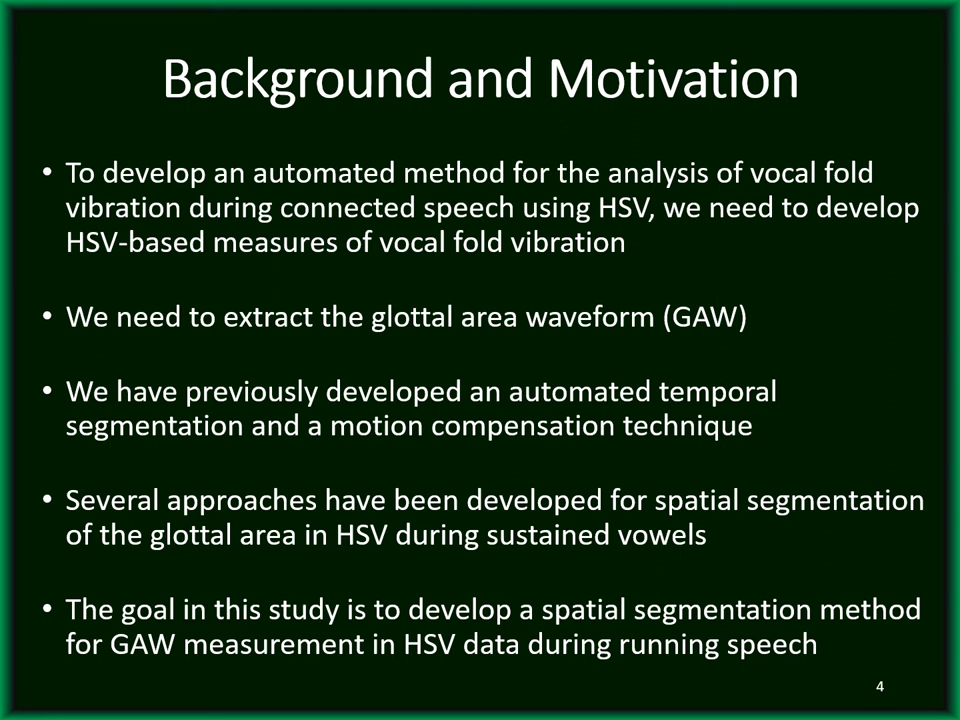 Background and Motivation
• To develop an automated method for the analysis of vocal fold
vibration during connected speech using HSV, we need to develop
HSV-based measures of vocal fold vibration
• We need to extract the glottal area waveform (GAW)
• We have previously developed an automated temporal
segmentation and a motion compensation technique
• Several approaches have been developed for spatial segmentation
of the glottal area in HSV during sustained vowels
• The goal in this study is to develop a spatial segmentation method
for GAW measurement in HSV data during running speech
4